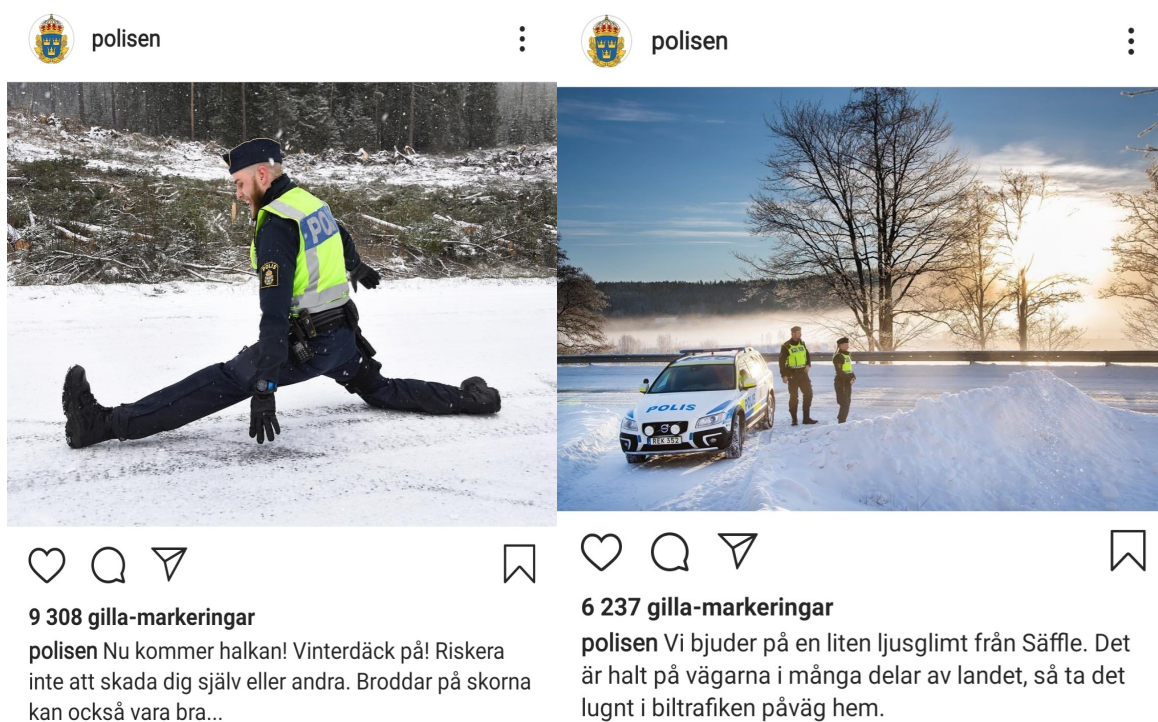 polisen
POL
POLIS
9 308 gilla-markeringar
polisen Nu kommer halkan! Vinterdäck på! Riskera
inte att skada dig själv eller andra. Broddar på skorna
kan också vara bra...
polisen
POLIS
POLIS
REK 352
6 237 gilla-markeringar
polisen Vi bjuder på en liten ljusglimt från Säffle. Det
är halt på vägarna i många delar av landet, så ta det
lugnt i biltrafiken påväg hem.